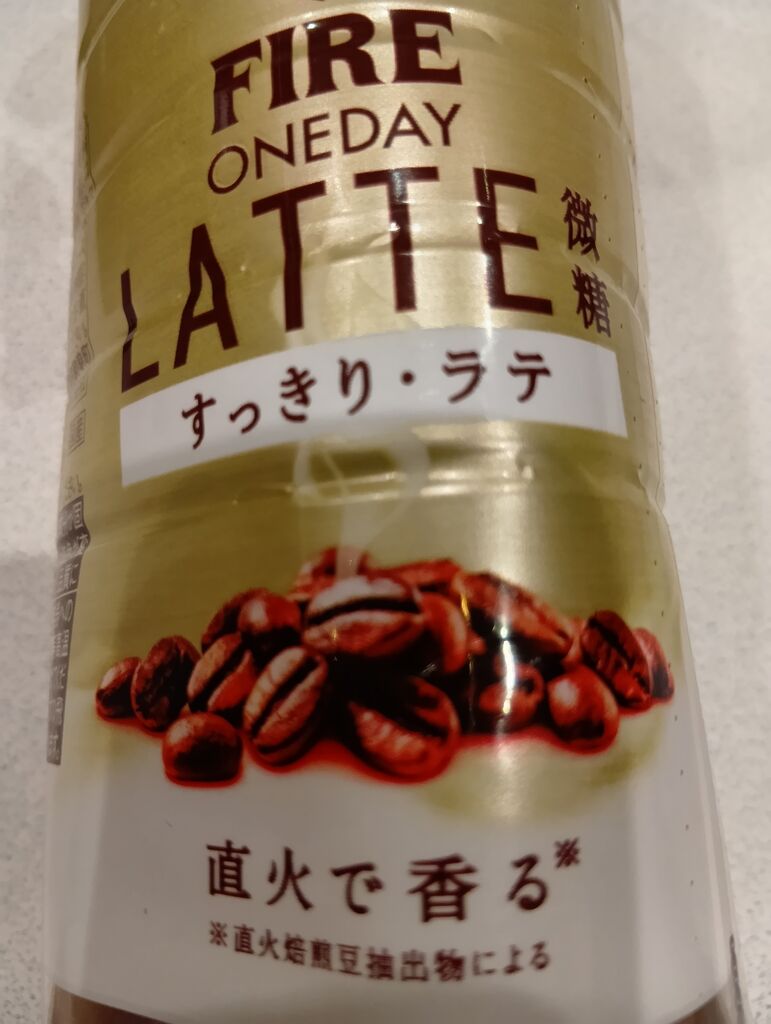 FIRE
ONEDAY
LATTE
微糖
すっきり・ラテ
直火で香る※
※直火焙煎豆抽出物による